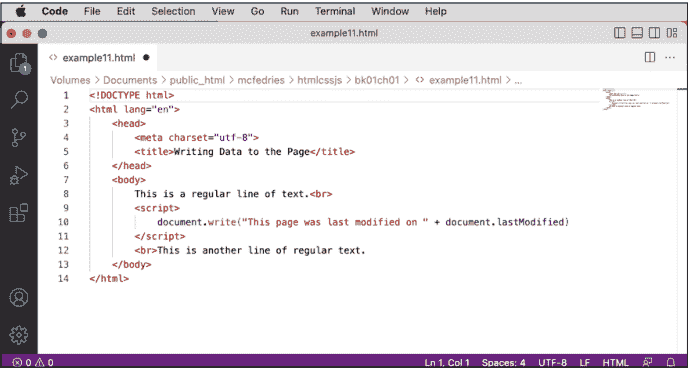 Code File Edit Selection View Go Run Terminal Window Help
example11.html
<> example11.html ●
Volumes > Documents > public_html > mcfedries > htmlcssjs > bk01ch01 > <> example11.html > ...
1 <!DOCTYPE html>
2 <html lang="en">
3 <head>
4 <meta charset="utf-8">
5 <title>Writing Data to the Page</title>
6 </head>
7 <body>
8 This is a regular line of text.<br>
9 <script>
10 document.write("This page was last modified on " + document.lastModified)
11 </script>
12 <br>This is another line of regular text.
13 </body>
14 </html>
1
0 0 Ln 1, Col 1 Spaces: 4 UTF-8 LF HTML